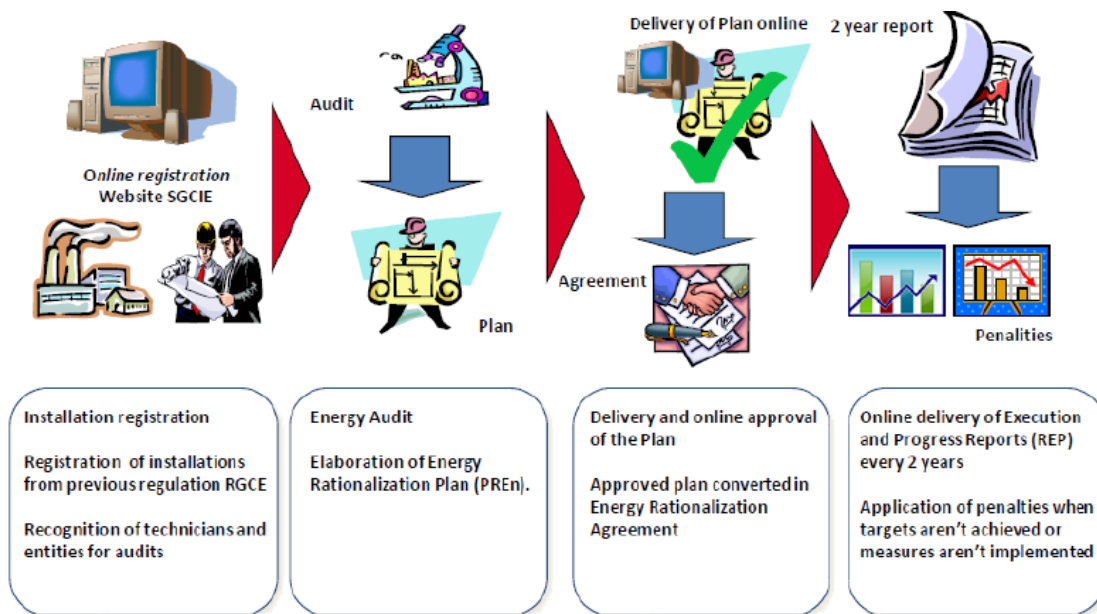 Online registration
Website SGCIE
Audit
Plan
Delivery of Plan online
Agreement
2 year report
Penalities
Installation registration
Registration of installations
from previous regulation RGCE
Recognition of technicians and
entities for audits
Energy Audit
Elaboration of Energy
Rationalization Plan (PREn).
Delivery and online approval
of the Plan
Approved plan converted in
Energy Rationalization
Agreement
Online delivery of Execution
and Progress Reports (REP)
every 2 years
Application of penalties when
targets aren't achieved or
measures aren't implemented